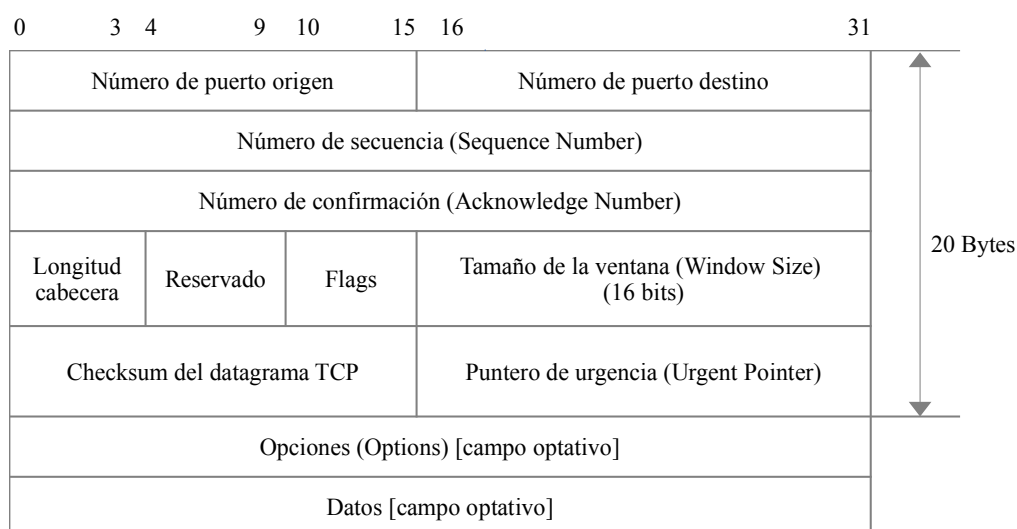 0 3 4 9 10 15 16 31
Número de puerto origen Número de puerto destino
Número de secuencia (Sequence Number)
Número de confirmación (Acknowledge Number)
20 Bytes
Longitud
cabecera
Reservado
Flags
Tamaño de la ventana (Window Size)
(16 bits)
Checksum del datagrama TCP Puntero de urgencia (Urgent Pointer)
Opciones (Options) [campo optativo]
Datos [campo optativo]